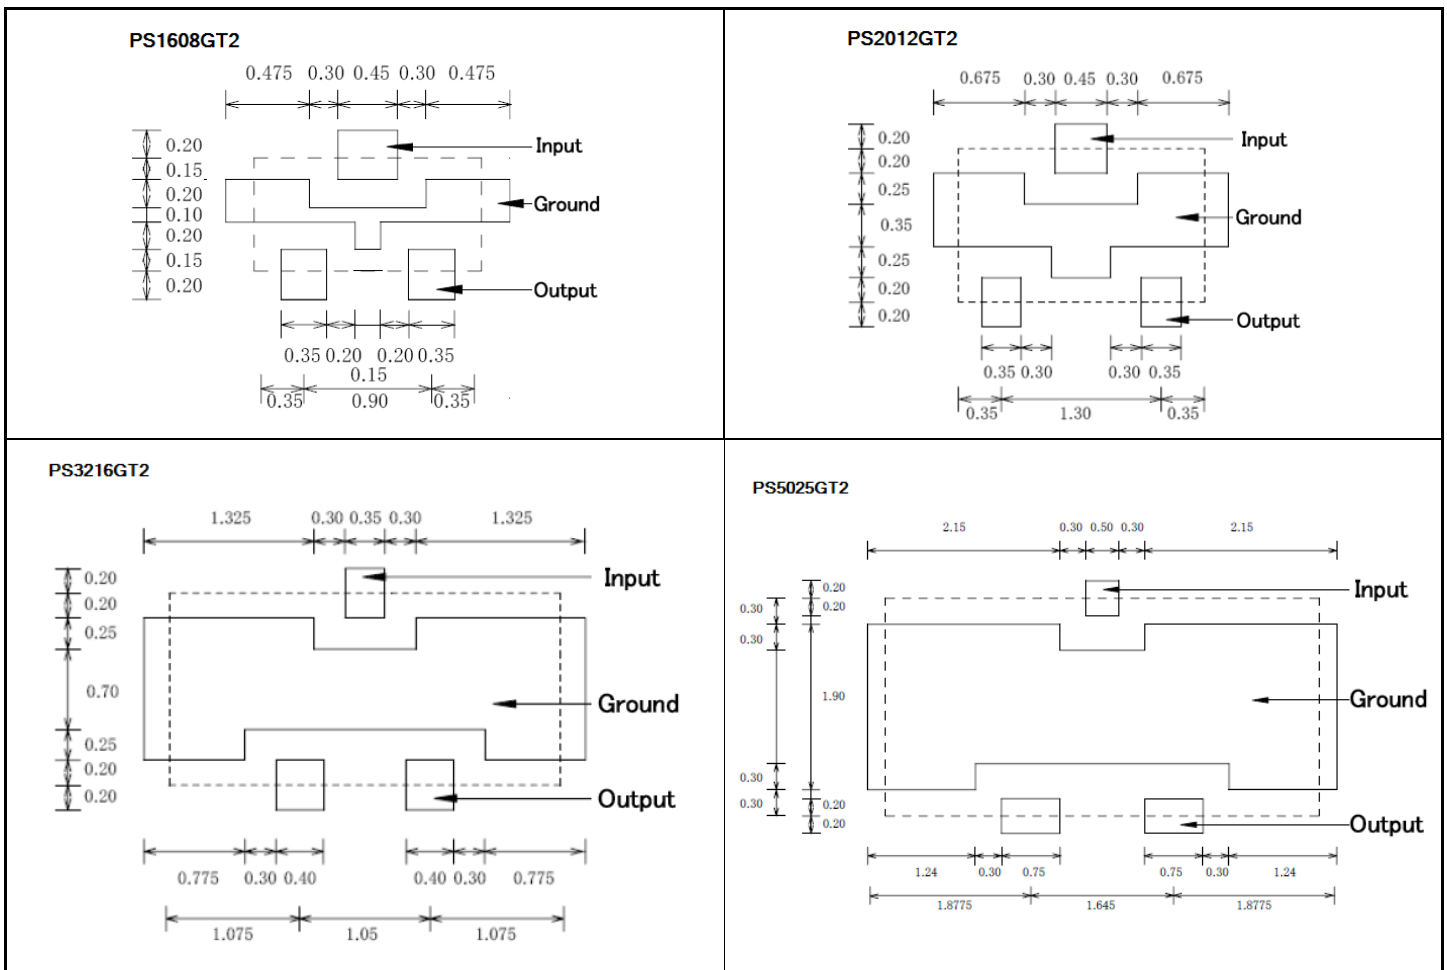 PS1608GT2
0.475 0.30 0.45 0.30 0.475
0.20
0.15
0.20
0.10
0.20
0.15
0.20
Input
Ground
Output
0.35 0.20 0.20 0.35
0.15
0.35 0.90 0.35
PS2012GT2
0.675 0.30 0.45 0.30 0.675
0.20
0.20
0.25
0.35
0.25
0.20
0.20
Input
Ground
Output
0.35 0.30 0.30 0.35
0.35 1.30 0.35
PS3216GT2
1.325 0.30 0.35 0.30 1.325
0.20
0.20
0.25
0.70
0.25
0.20
0.20
Input
Ground
Output
0.775 0.30 0.40 0.40 0.30 0.775
1.075 1.05 1.075
PS5025GT2
2.15 0.30 0.50 0.30 2.15
0.20
0.30 0.20
0.30
1.90
0.30
0.30 0.20
0.20
Input
Ground
Output
1.24 0.30 0.75 0.75 0.30 1.24
1.8775 1.645 1.8775